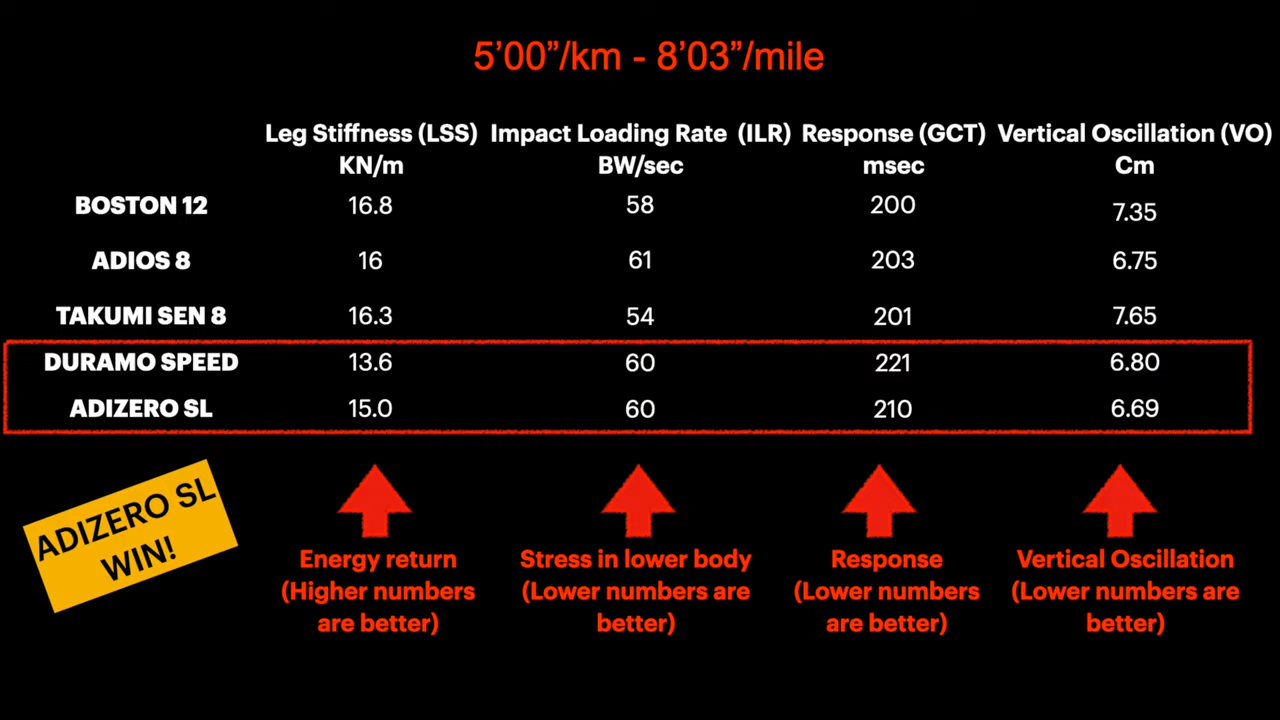 5’00”/km - 8’03”/mile
Leg Stiffness (LSS) Impact Loading Rate (ILR) Response (GCT) Vertical Oscillation (VO)
KN/m BW/sec msec Cm
BOSTON 12 16.8 58 200 7.35
ADIOS 8 16 61 203 6.75
TAKUMI SEN 8 16.3 54 201 7.65
DURAMO SPEED 13.6 60 221 6.80
ADIZERO SL 15.0 60 210 6.69
ADIZERO SL
WIN!
Energy return
(Higher numbers
are better)
Stress in lower body
(Lower numbers are
better)
Response
(Lower numbers
are better)
Vertical Oscillation
(Lower numbers are
better)